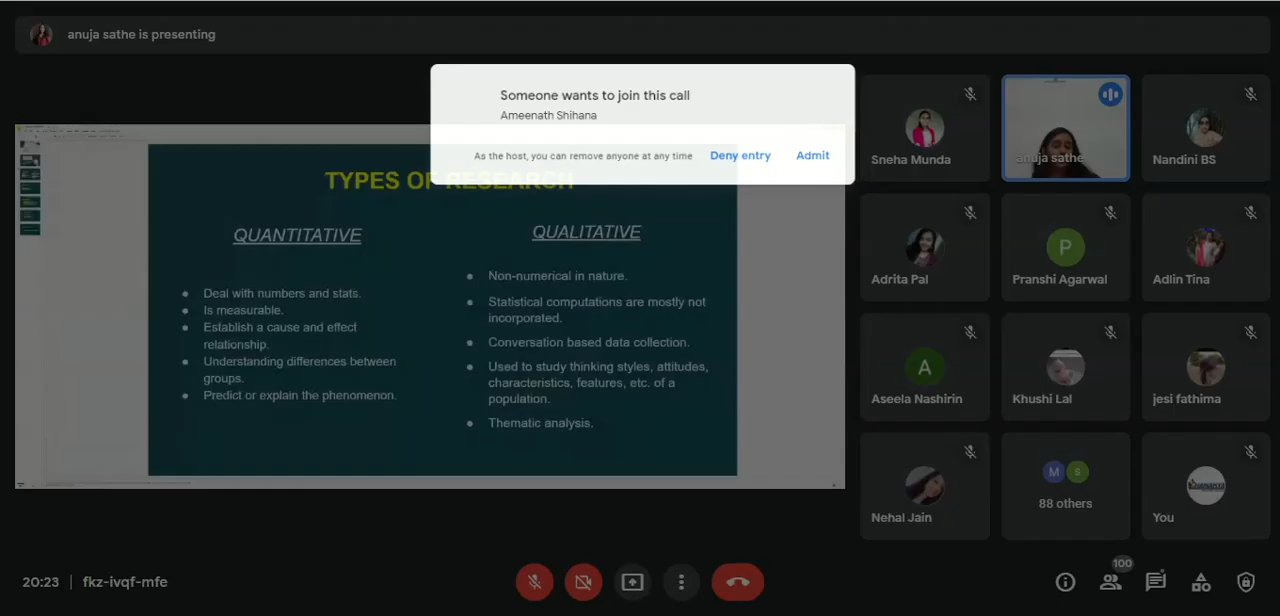 anuja sathe is presenting
Someone wants to join this call
Ameenath Shihana
As the host, you can remove anyone at any time
Deny entry
Admit
TYPES OF RESEARCH
QUANTITATIVE
● Deal with numbers and stats.
● Is measurable.
● Establish a cause and effect
relationship.
● Understanding differences between
groups.
● Predict or explain the phenomenon.
QUALITATIVE
● Non-numerical in nature.
● Statistical computations are mostly not
incorporated.
● Conversation based data collection.
● Used to study thinking styles, attitudes,
characteristics, features, etc. of a
population.
● Thematic analysis.
Sneha Munda
anuja sathe
Nandini BS
Adrita Pal
P
Pranshi Agarwal
Adlin Tina
A
Aseela Nashirin
Khushi Lal
jesi fathima
Nehal Jain
M S
88 others
You
20:23 | fkz-ivqf-mfe
100